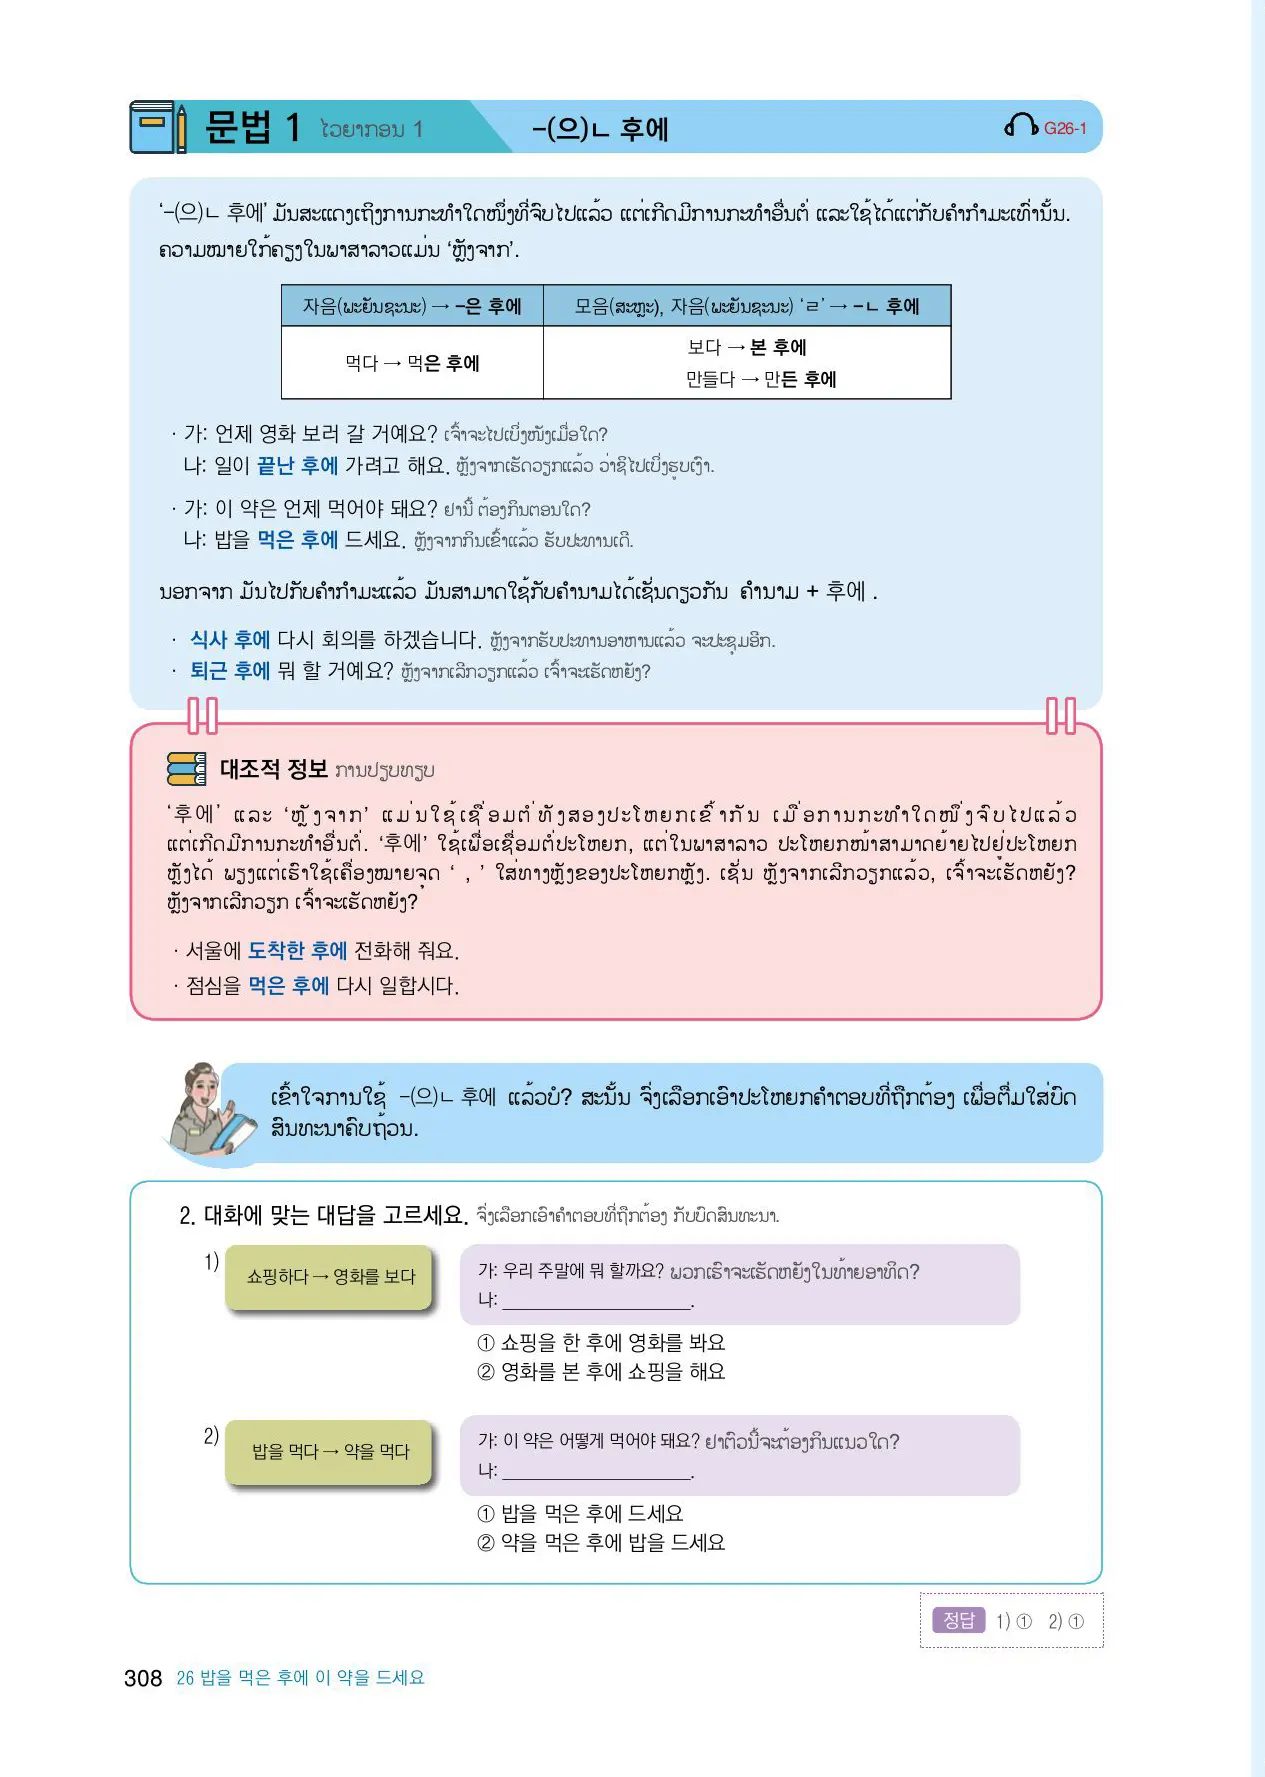 문법 1 ໄວຍາກອນ 1 -(으)ㄴ 후에 G26-1
‘-(으)ㄴ 후에’ ມັນສະແດງເຖິງການກະທຳໃດໜຶ່ງທີ່ຈົບໄປແລ້ວ ແຕ່ເກີດມີການກະທຳອື່ນຕໍ່ ແລະໃຊ້ໄດ້ແຕ່ກັບຄຳກຳມະເທົ່ານັ້ນ.
ຄວາມໝາຍໃກ້ຄຽງໃນພາສາລາວແມ່ນ ‘ຫຼັງຈາກ’.
자음(ພະຍັນຊະນະ) → -은 후에 모음(ສະຫຼະ), 자음(ພະຍັນຊະນະ) ‘ㄹ’ → -ㄴ 후에
먹다 → 먹은 후에
보다 → 본 후에
만들다 → 만든 후에
· 가: 언제 영화 보러 갈 거예요? ເຈົ້າຈະໄປເບິ່ງໜັງເມື່ອໃດ?
나: 일이 끝난 후에 가려고 해요. ຫຼັງຈາກເຮັດວຽກແລ້ວ ວ່າຊິໄປເບິ່ງຮູບເງົາ.
· 가: 이 약은 언제 먹어야 돼요? ຢານີ້ ຕ້ອງກິນຕອນໃດ?
나: 밥을 먹은 후에 드세요. ຫຼັງຈາກກິນເຂົ້າແລ້ວ ຮັບປະທານເດີ.
ນອກຈາກ ມັນໄປກັບຄຳກຳມະແລ້ວ ມັນສາມາດໃຊ້ກັບຄຳນາມໄດ້ເຊັ່ນດຽວກັນ ຄຳນາມ + 후에 .
· 식사 후에 다시 회의를 하겠습니다. ຫຼັງຈາກຮັບປະທານອາຫານແລ້ວ ຈະປະຊຸມອີກ.
· 퇴근 후에 뭐 할 거예요? ຫຼັງຈາກເລີກວຽກແລ້ວ ເຈົ້າຈະເຮັດຫຍັງ?
대조적 정보 ການປຽບທຽບ
‘후에’ ແລະ ‘ຫຼັງຈາກ’ ແມ່ນໃຊ້ເຊື່ອມຕໍ່ທັງສອງປະໂຫຍກເຂົ້າກັນ ເມື່ອການກະທຳໃດໜຶ່ງຈົບໄປແລ້ວ
ແຕ່ເກີດມີການກະທຳອື່ນຕໍ່. ‘후에’ ໃຊ້ເພື່ອເຊື່ອມຕໍ່ປະໂຫຍກ, ແຕ່ໃນພາສາລາວ ປະໂຫຍກໜ້າສາມາດຍ້າຍໄປຢູ່ປະໂຫຍກ
ຫຼັງໄດ້ ພຽງແຕ່ເຮົາໃຊ້ເຄື່ອງໝາຍຈຸດ ‘ , ’ ໃສ່ທາງຫຼັງຂອງປະໂຫຍກຫຼັງ. ເຊັ່ນ ຫຼັງຈາກເລີກວຽກແລ້ວ, ເຈົ້າຈະເຮັດຫຍັງ?
ຫຼັງຈາກເລີກວຽກ ເຈົ້າຈະເຮັດຫຍັງ?
· 서울에 도착한 후에 전화해 줘요.
· 점심을 먹은 후에 다시 일합시다.
ເຂົ້າໃຈການໃຊ້ -(으)ㄴ 후에 ແລ້ວບໍ? ສະນັ້ນ ຈົ່ງເລືອກເອົາປະໂຫຍກຄຳຕອບທີ່ຖືກຕ້ອງ ເພື່ອຕື່ມໃສ່ບົດ
ສົນທະນາຄົບຖ້ວນ.
2. 대화에 맞는 대답을 고르세요. ຈົ່ງເລືອກເອົາຄຳຕອບທີ່ຖືກຕ້ອງ ກັບບົດສົນທະນາ.
1) 쇼핑하다 → 영화를 보다
가: 우리 주말에 뭐 할까요? ພວກເຮົາຈະເຮັດຫຍັງໃນທ້າຍອາທິດ?
나: ____________________.
① 쇼핑을 한 후에 영화를 봐요
② 영화를 본 후에 쇼핑을 해요
2) 밥을 먹다 → 약을 먹다
가: 이 약은 어떻게 먹어야 돼요? ຢາຕົວນີ້ຈະຕ້ອງກິນແນວໃດ?
나: ____________________.
① 밥을 먹은 후에 드세요
② 약을 먹은 후에 밥을 드세요
정답 1) ① 2) ①
308 26 밥을 먹은 후에 이 약을 드세요